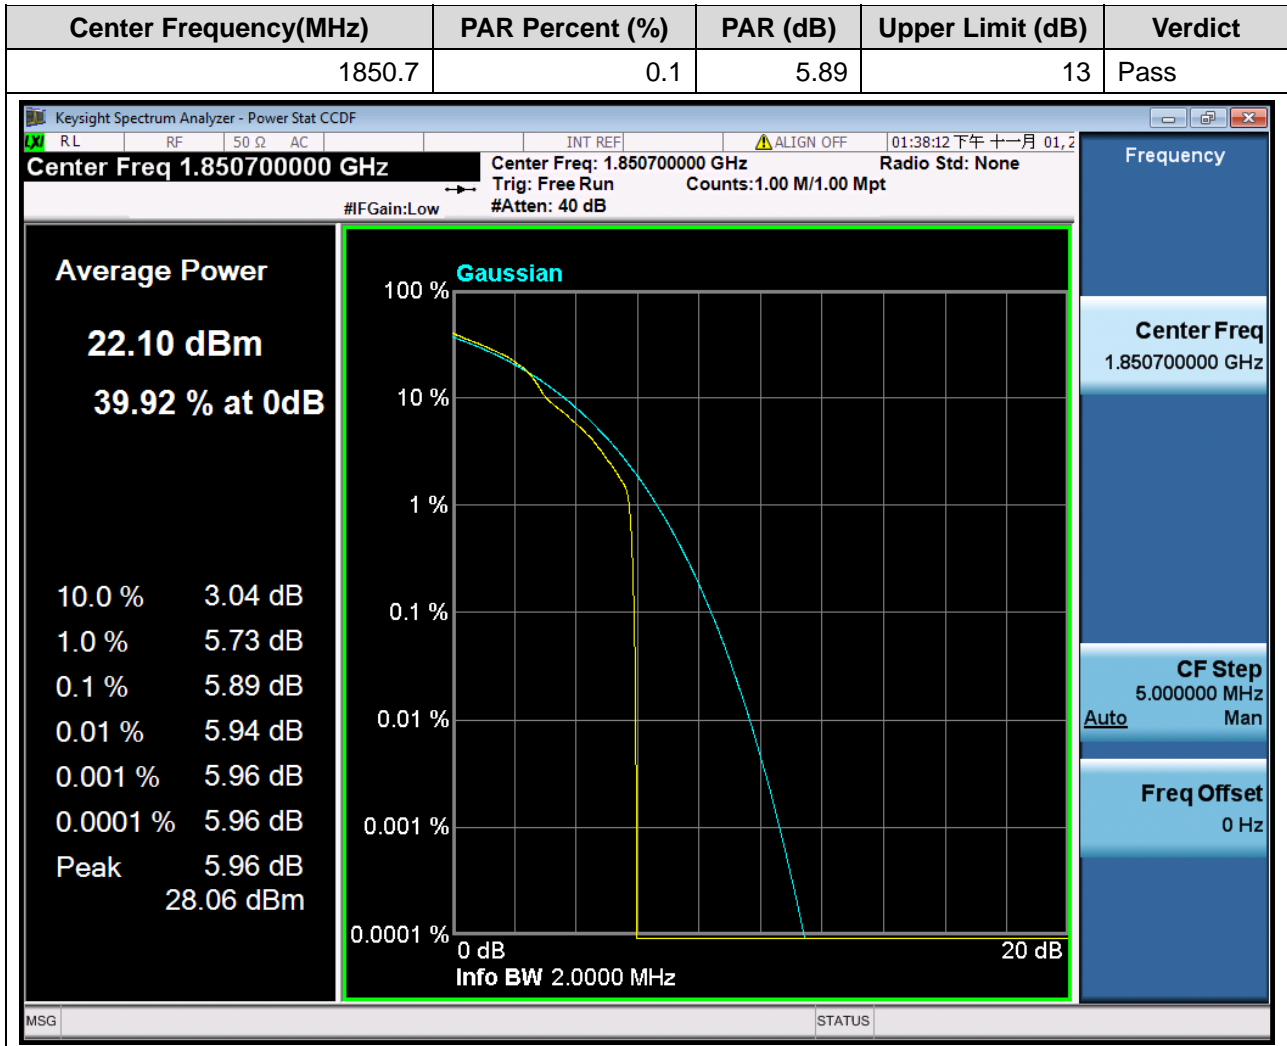 Center Frequency(MHz) PAR Percent (%) PAR (dB) Upper Limit (dB) Verdict
1850.7 0.1 5.89 13 Pass
Keysight Spectrum Analyzer - Power Stat CCDF
LXI RL RF 50 Ω AC INT REF ALIGN OFF 01:38:12 下午 十一月 01, 2
Center Freq 1.850700000 GHz
Center Freq: 1.850700000 GHz Radio Std: None
Trig: Free Run Counts:1.00 M/1.00 Mpt
#IFGain:Low #Atten: 40 dB
Frequency
Average Power
22.10 dBm
39.92 % at 0dB
10.0 % 3.04 dB
1.0 % 5.73 dB
0.1 % 5.89 dB
0.01 % 5.94 dB
0.001 % 5.96 dB
0.0001 % 5.96 dB
Peak 5.96 dB
28.06 dBm
Gaussian
100 %
10 %
1 %
0.1 %
0.01 %
0.001 %
0.0001 %
0 dB 20 dB
Info BW 2.0000 MHz
Center Freq
1.850700000 GHz
CF Step
5.000000 MHz
Auto Man
Freq Offset
0 Hz
MSG STATUS